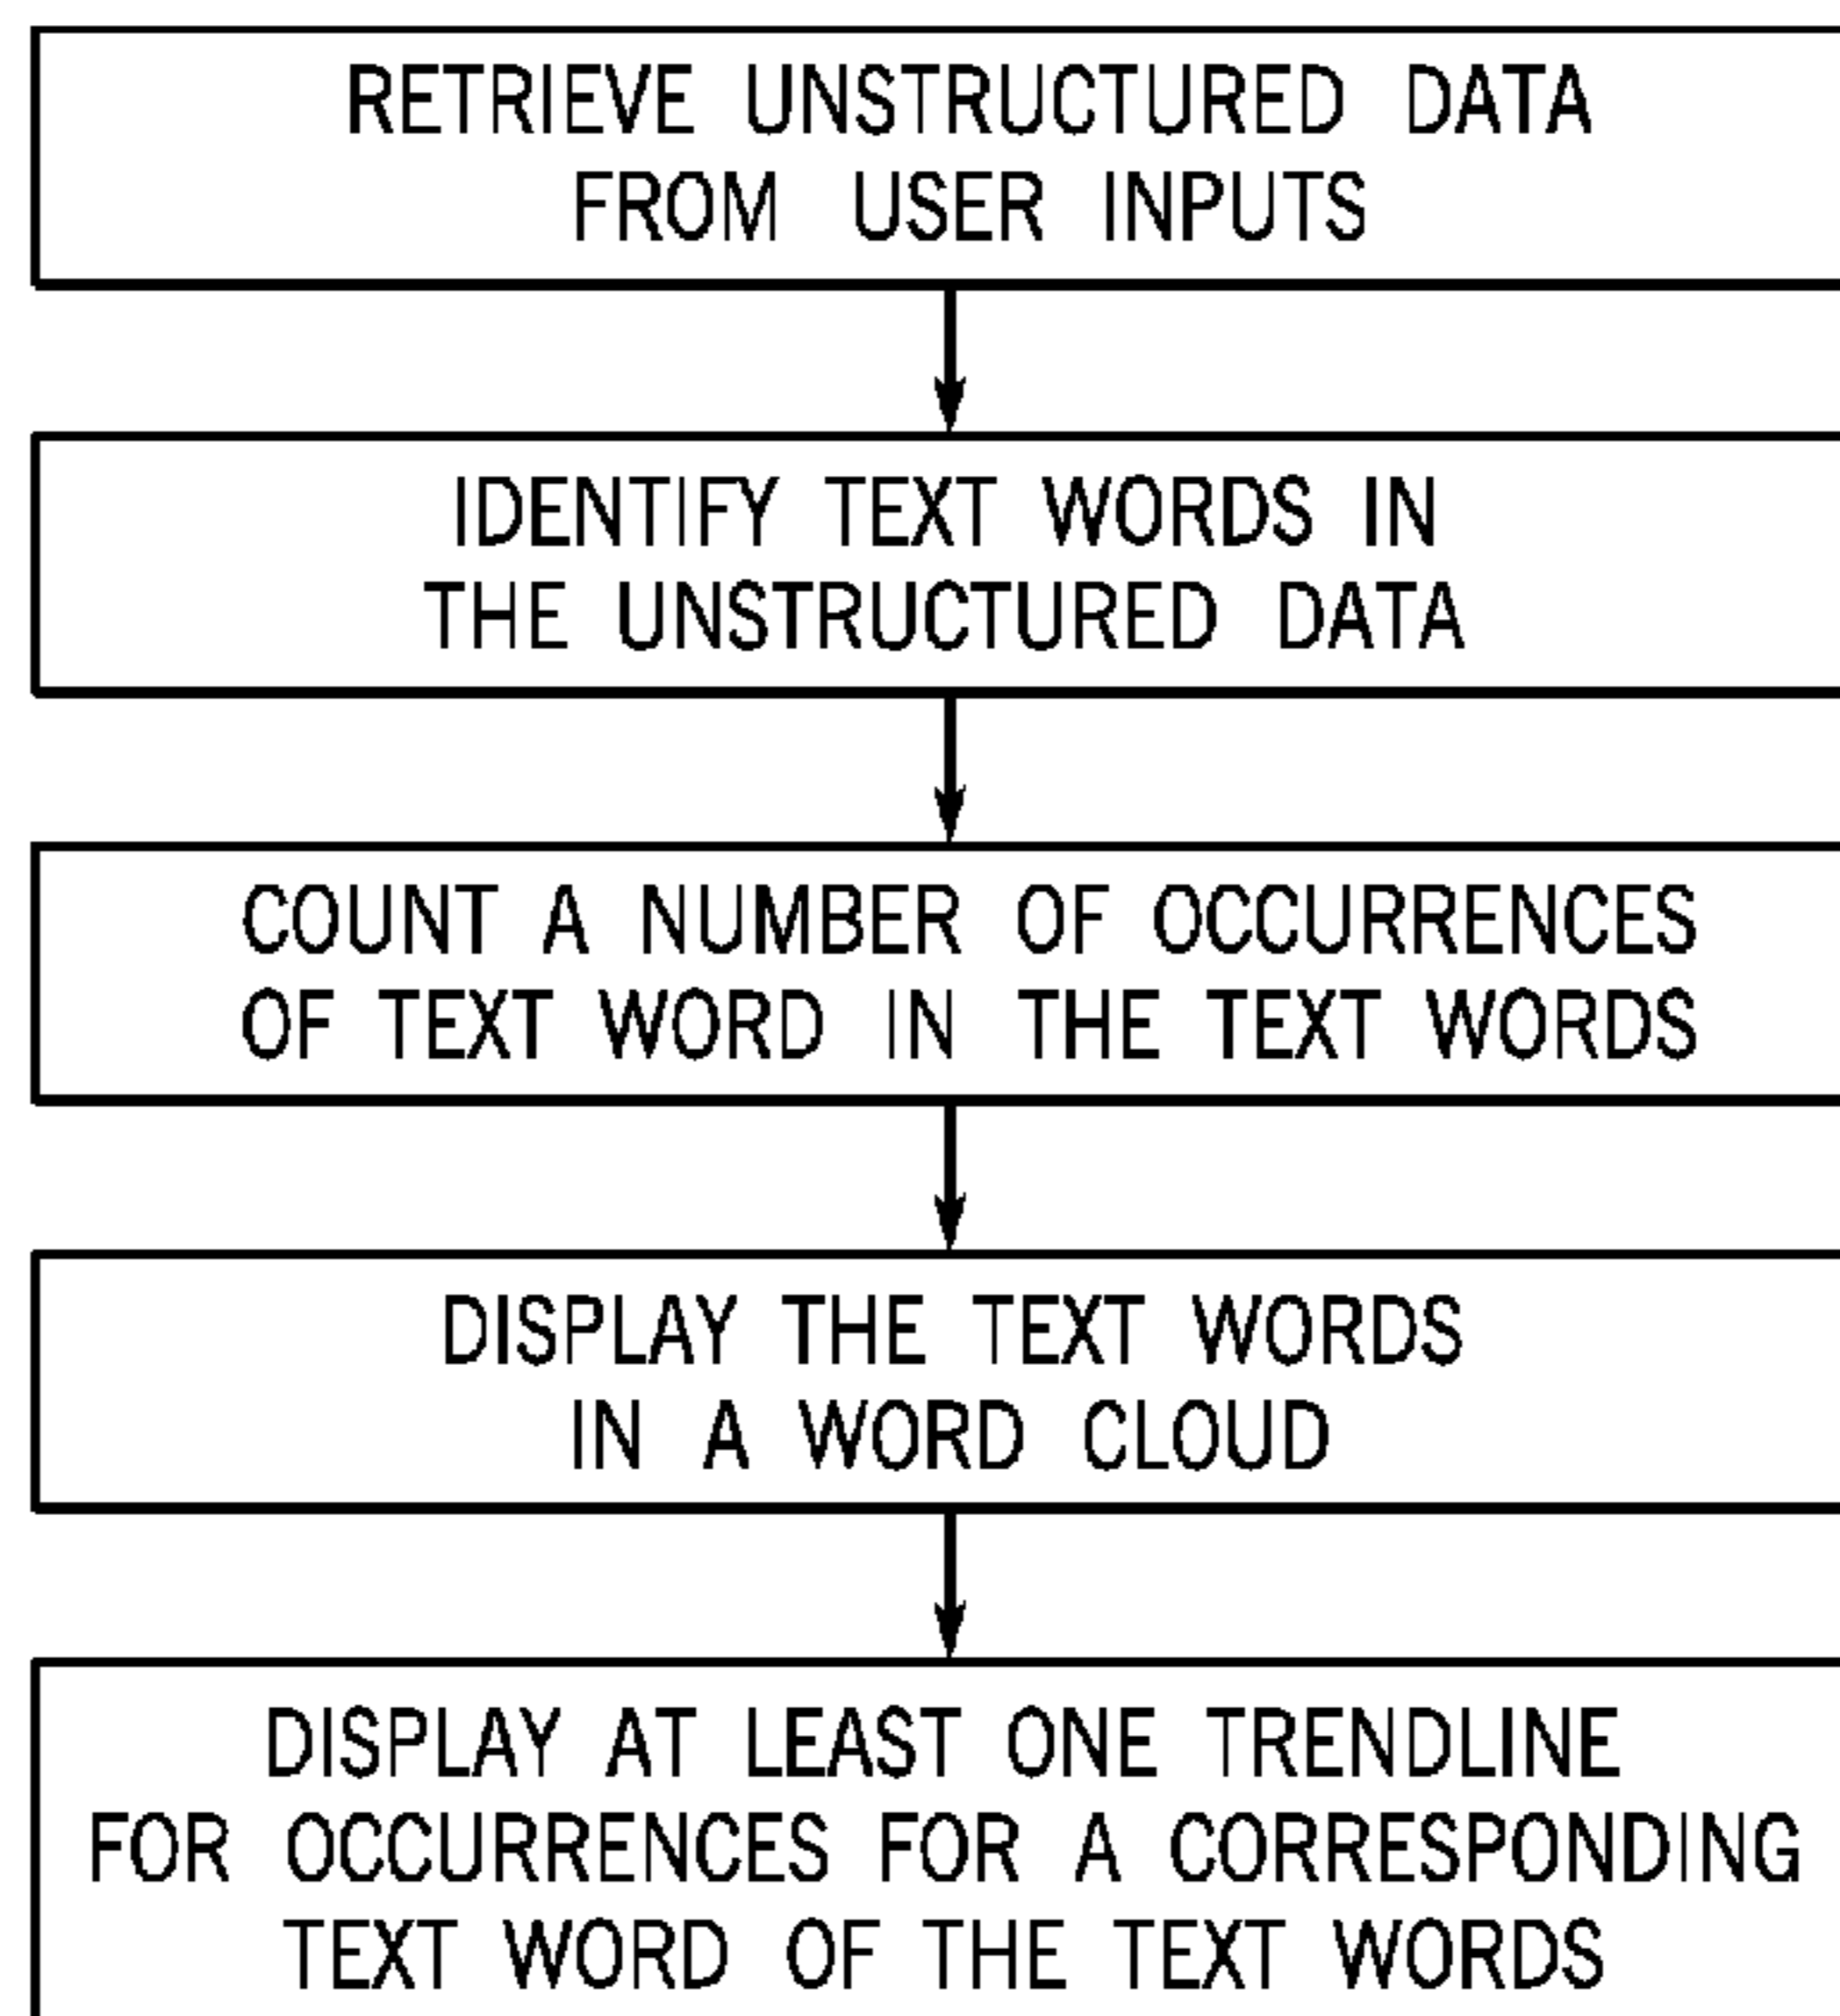 RETRIEVE UNSTRUCTURED DATA
FROM USER INPUTS
IDENTIFY TEXT WORDS IN
THE UNSTRUCTURED DATA
COUNT A NUMBER OF OCCURRENCES
OF TEXT WORD IN THE TEXT WORDS
DISPLAY THE TEXT WORDS
IN A WORD CLOUD
DISPLAY AT LEAST ONE TRENDLINE
FOR OCCURRENCES FOR A CORRESPONDING
TEXT WORD OF THE TEXT WORDS